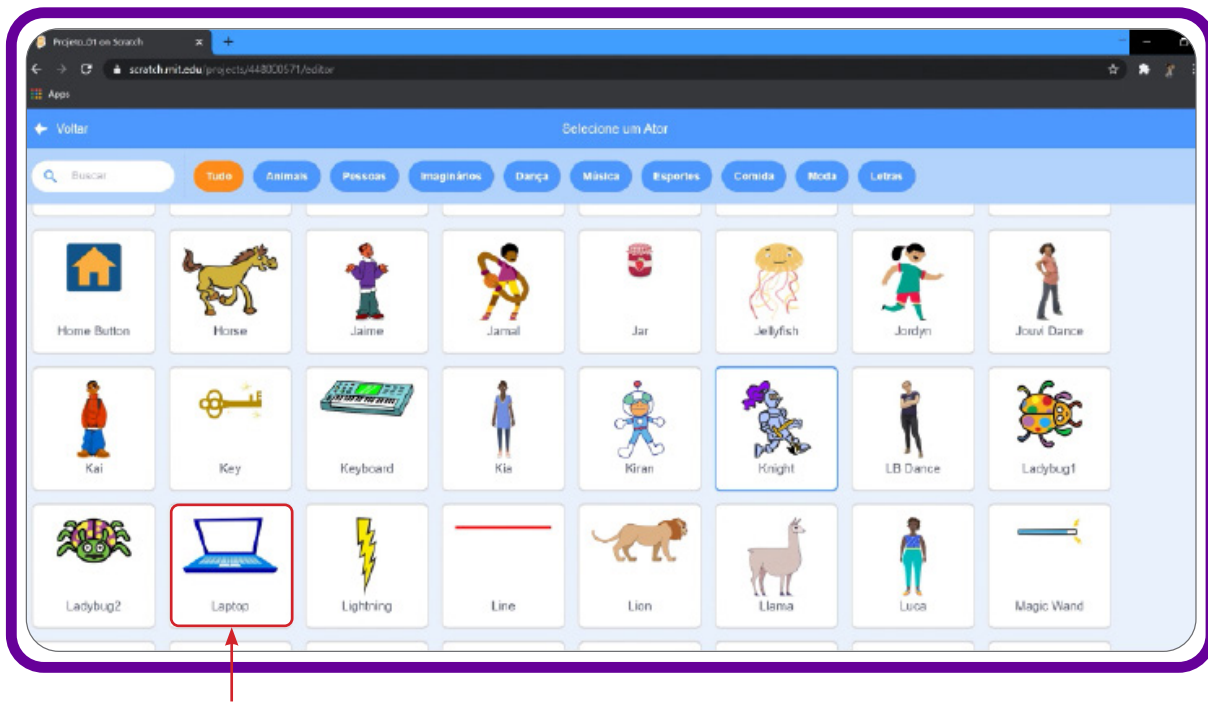 Projeto_01 on Scratch
scratch.mit.edu/projects/448000571/editor
Apps
Voltar
Selecione um Ator
Buscar
Tudo
Animais
Pessoas
Imaginários
Dança
Música
Esportes
Comida
Moda
Letras
Home Button
Horse
Jaime
Jamal
Jar
Jellyfish
Jordyn
Jouvi Dance
Kai
Key
Keyboard
Kia
Kiran
Knight
LB Dance
Ladybug1
Ladybug2
Laptop
Lightning
Line
Lion
Llama
Luca
Magic Wand